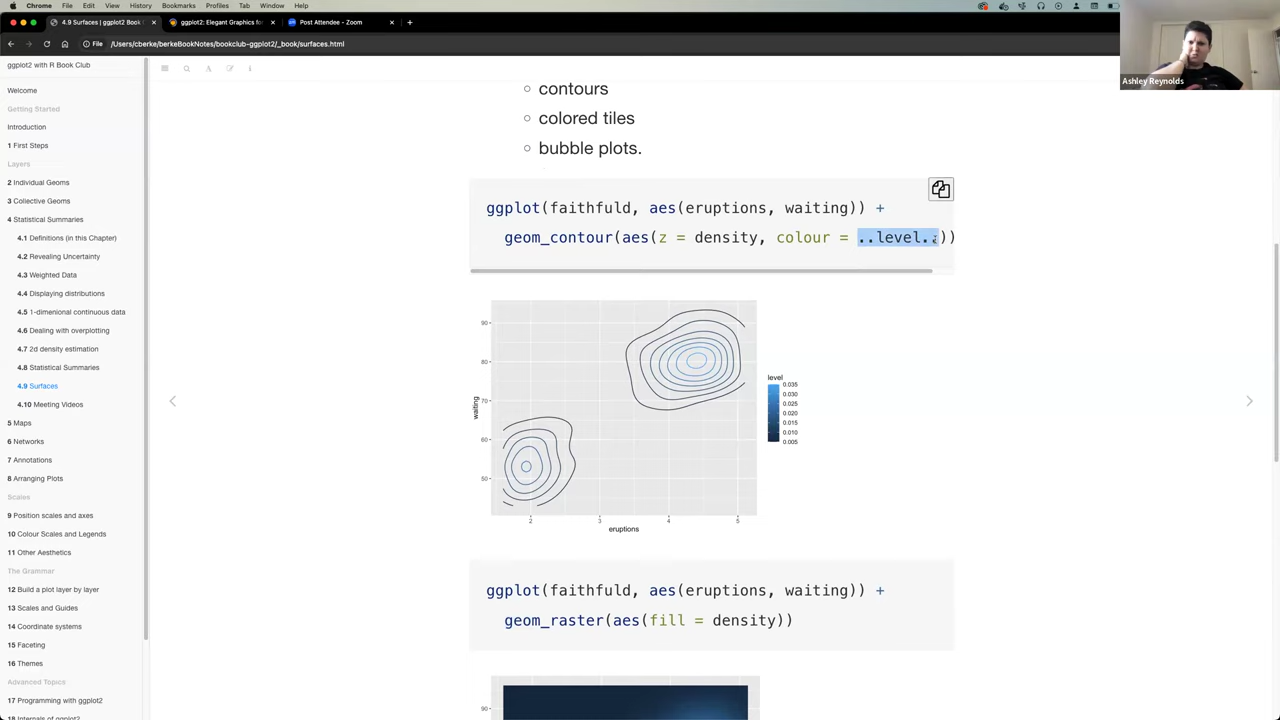 Chrome File Edit View History Bookmarks Profiles Tab Window Help
4.9 Surfaces | ggplot2 Book
ggplot2: Elegant Graphics for
Post Attendee - Zoom
File /Users/cberke/berkeBookNotes/bookclub-ggplot2/_book/surfaces.html
Ashley Reynolds
ggplot2 with R Book Club
Welcome
Getting Started
Introduction
1 First Steps
Layers
2 Individual Geoms
3 Collective Geoms
4 Statistical Summaries
4.1 Definitions (in this Chapter)
4.2 Revealing Uncertainty
4.3 Weighted Data
4.4 Displaying distributions
4.5 1-dimenional continuous data
4.6 Dealing with overplotting
4.7 2d density estimation
4.8 Statistical Summaries
4.9 Surfaces
4.10 Meeting Videos
5 Maps
6 Networks
7 Annotations
8 Arranging Plots
Scales
9 Position scales and axes
10 Colour Scales and Legends
11 Other Aesthetics
The Grammar
12 Build a plot layer by layer
13 Scales and Guides
14 Coordinate systems
15 Faceting
16 Themes
Advanced Topics
17 Programming with ggplot2
18 Internals of ggplot2
contours
colored tiles
bubble plots.
ggplot(faithfuld, aes(eruptions, waiting)) +
geom_contour(aes(z = density, colour = ..level..))
90
80
70
60
50
waiting
2 3 4 5
eruptions
level
0.035
0.030
0.025
0.020
0.015
0.010
0.005
ggplot(faithfuld, aes(eruptions, waiting)) +
geom_raster(aes(fill = density))
90